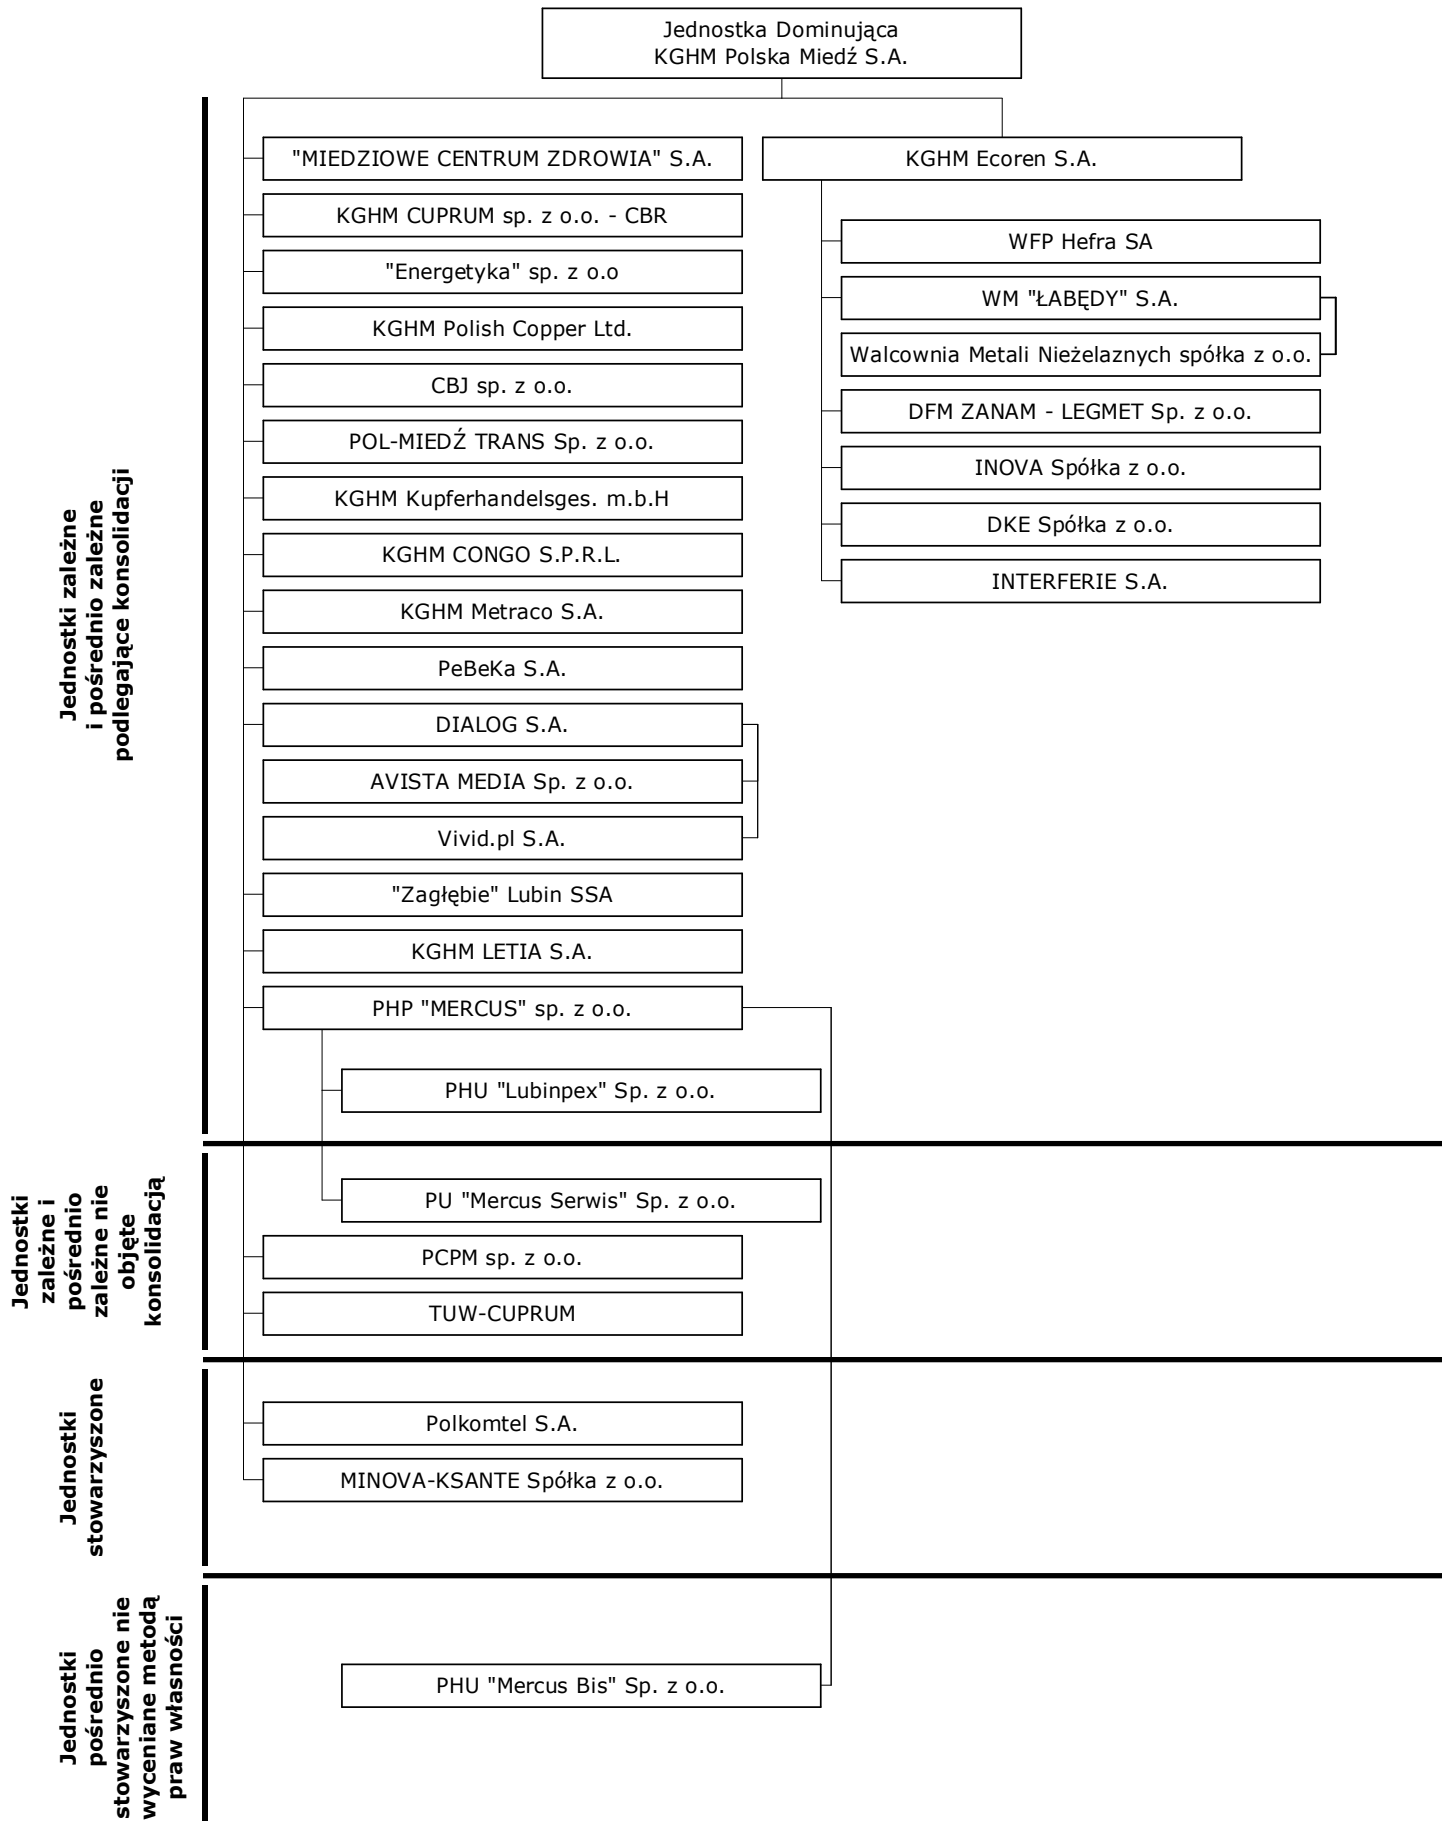 Jednostka Dominująca
KGHM Polska Miedź S.A.
Jednostki zależne
i pośrednio zależne
podlegające konsolidacji
"MIEDZIOWE CENTRUM ZDROWIA" S.A.
KGHM CUPRUM sp. z o.o. - CBR
"Energetyka" sp. z o.o
KGHM Polish Copper Ltd.
CBJ sp. z o.o.
POL-MIEDŹ TRANS Sp. z o.o.
KGHM Kupferhandelsges. m.b.H
KGHM CONGO S.P.R.L.
KGHM Metraco S.A.
PeBeKa S.A.
DIALOG S.A.
AVISTA MEDIA Sp. z o.o.
Vivid.pl S.A.
"Zagłębie" Lubin SSA
KGHM LETIA S.A.
PHP "MERCUS" sp. z o.o.
PHU "Lubinpex" Sp. z o.o.
KGHM Ecoren S.A.
WFP Hefra SA
WM "ŁABĘDY" S.A.
Walcownia Metali Nieżelaznych spółka z o.o.
DFM ZANAM - LEGMET Sp. z o.o.
INOVA Spółka z o.o.
DKE Spółka z o.o.
INTERFERIE S.A.
Jednostki
zależne i
pośrednio
zależne nie
objęte
konsolidacją
PU "Mercus Serwis" Sp. z o.o.
PCPM sp. z o.o.
TUW-CUPRUM
Jednostki
stowarzyszone
Polkomtel S.A.
MINOVA-KSANTE Spółka z o.o.
Jednostki
pośrednio
stowarzyszone nie
wyceniane metodą
praw własności
PHU "Mercus Bis" Sp. z o.o.